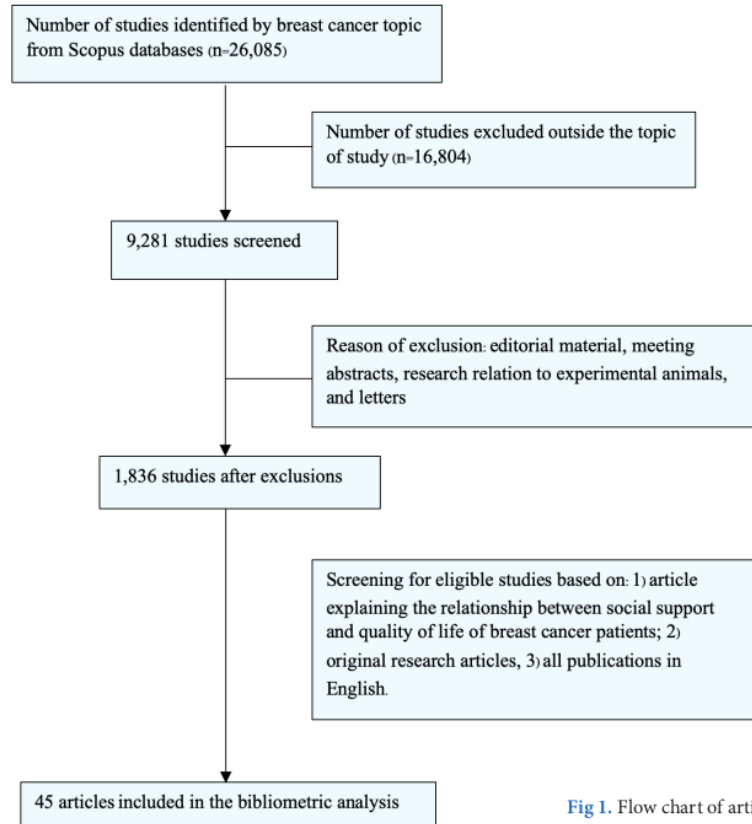 Number of studies identified by breast cancer topic
from Scopus databases (n=26,085)
Number of studies excluded outside the topic
of study (n=16,804)
9,281 studies screened
Reason of exclusion: editorial material, meeting
abstracts, research relation to experimental animals,
and letters
1,836 studies after exclusions
Screening for eligible studies based on: 1) article
explaining the relationship between social support
and quality of life of breast cancer patients; 2)
original research articles, 3) all publications in
English.
45 articles included in the bibliometric analysis
Fig 1. Flow chart of arti